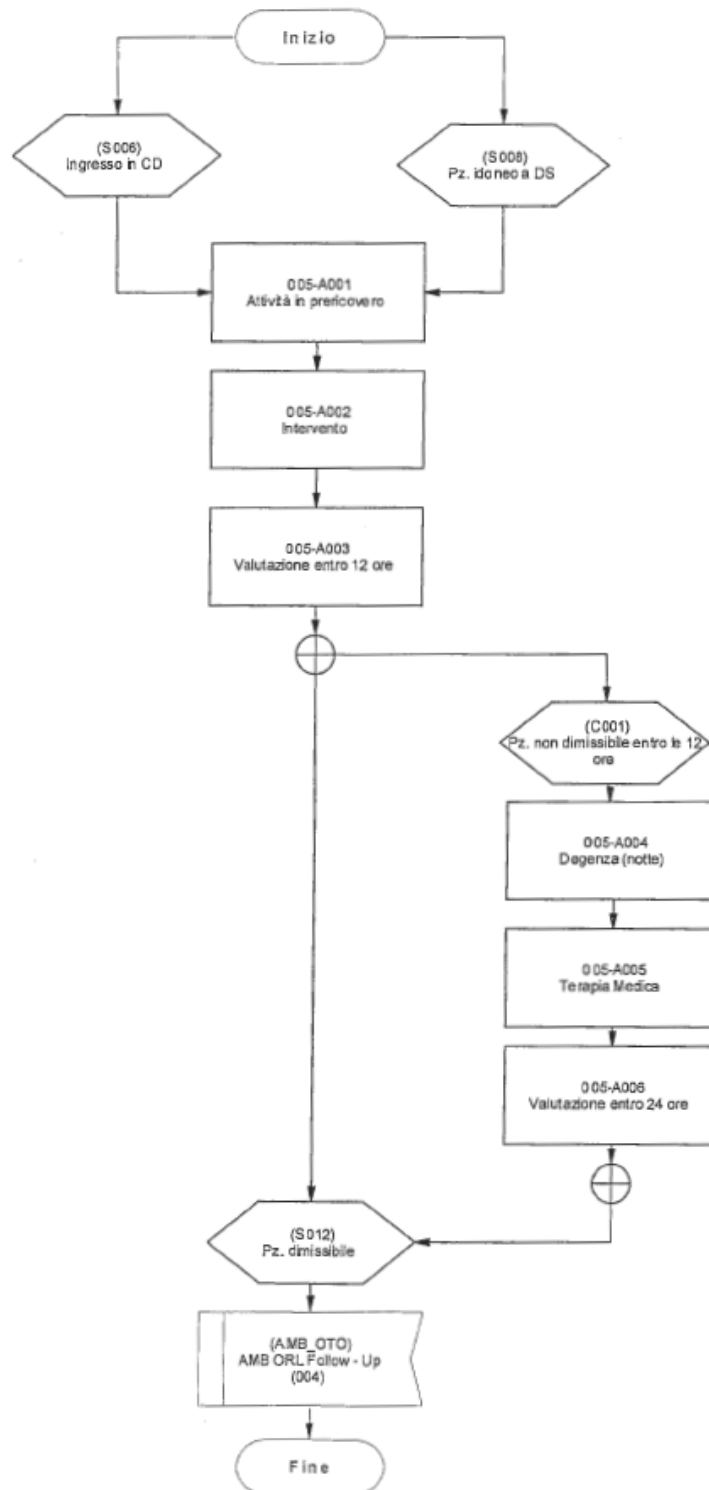 Inizio
(S006)
Ingresso in CD
(S008)
Pz. idoneo a DS
005-A001
Attività in prericovero
005-A002
Intervento
005-A003
Valutazione entro 12 ore
(C001)
Pz. non dimissibile entro le 12
ore
005-A004
Degenza (notte)
005-A005
Terapia Medica
005-A006
Valutazione entro 24 ore
(S012)
Pz. dimissibile
(AMB_OTO)
AMB ORL Follow - Up
(004)
Fine